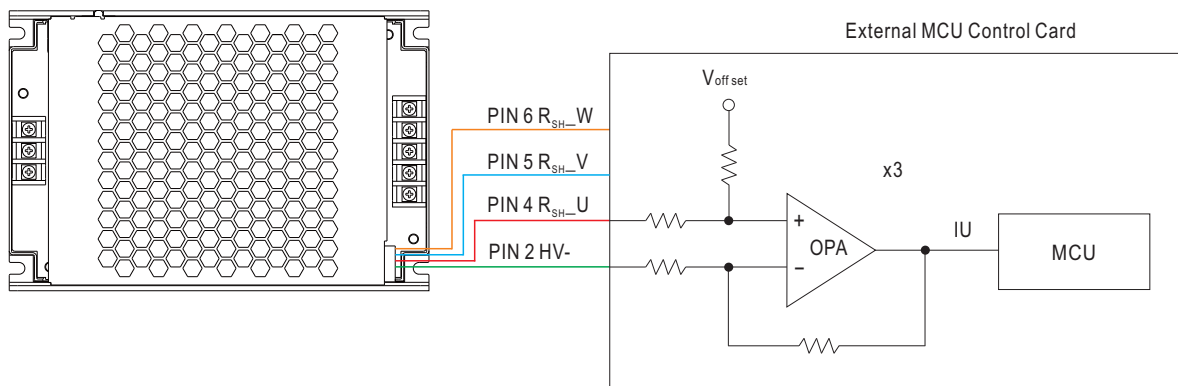 External MCU Control Card
Voff set
PIN 6 RSH_W
PIN 5 RSH_V
x3
PIN 4 RSH_U
+
OPA
IU
MCU
PIN 2 HV-
−